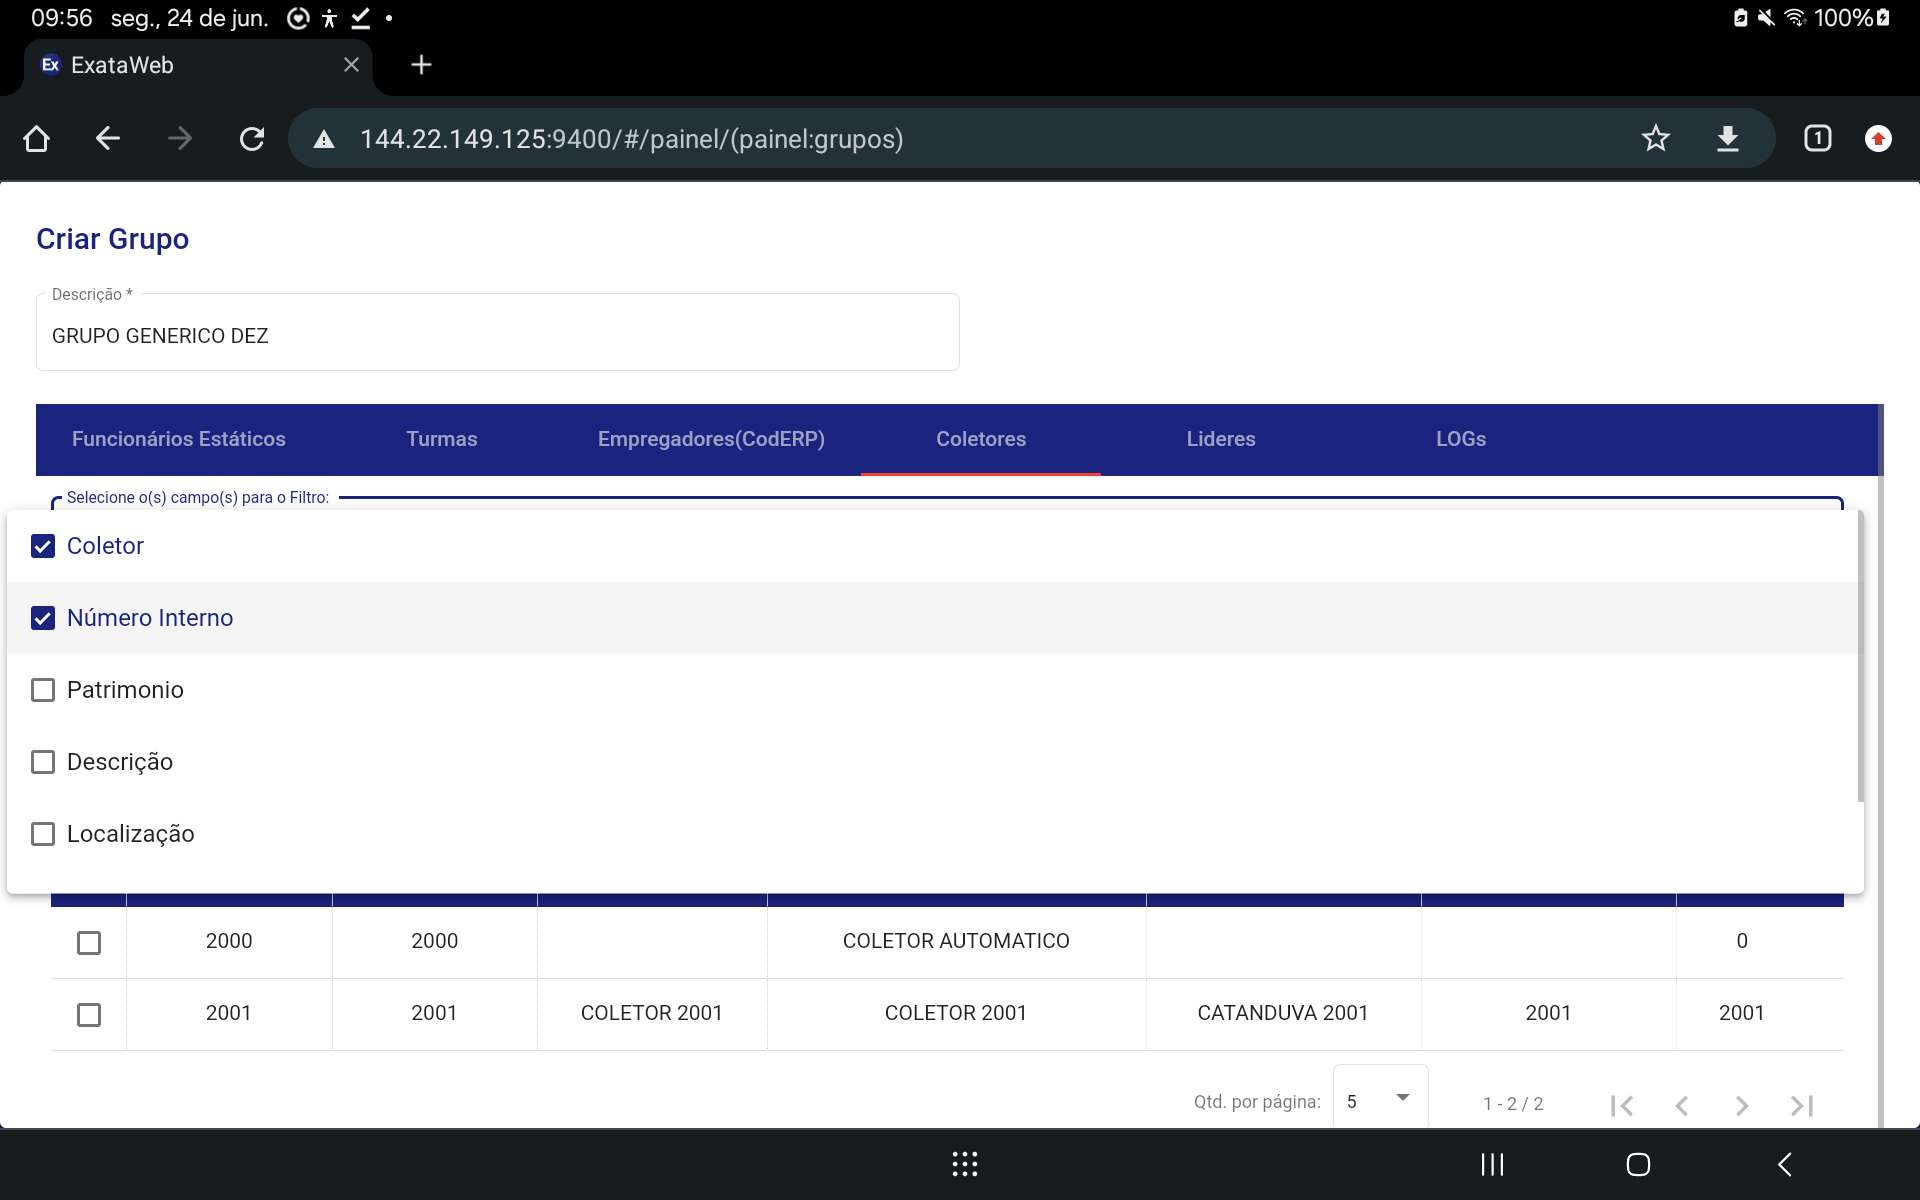 09:56 seg., 24 de jun. 100%
Ex ExataWeb
144.22.149.125:9400/#/painel/(painel:grupos) 1
Criar Grupo
Descrição *
GRUPO GENERICO DEZ
Funcionários Estáticos Turmas Empregadores(CodERP) Coletores Lideres LOGs
Selecione o(s) campo(s) para o Filtro:
Coletor
Número Interno
Patrimonio
Descrição
Localização
2000 2000 COLETOR AUTOMATICO 0
2001 2001 COLETOR 2001 COLETOR 2001 CATANDUVA 2001 2001 2001
Qtd. por página: 5 1 - 2 / 2